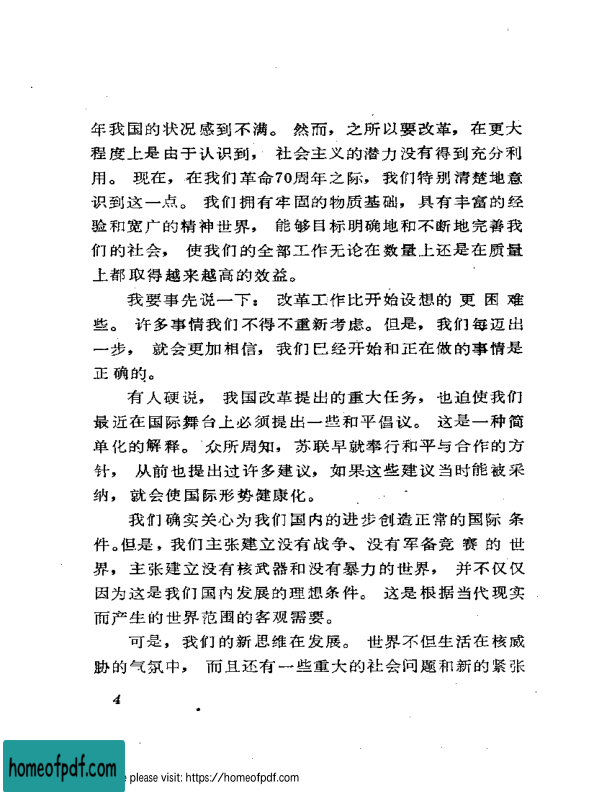 年我国的状况感到不满。 然而，之所以要改革，在更大
程度上是由于认识到， 社会主义的潜力没有得到充分利
用。 现在，在我们革命70周年之际，我们特别清楚地意
识到这一点。 我们拥有牢固的物质基础，具有丰富的经
验和宽广的精神世界， 能够目标明确地和不断地完善我
们的社会， 使我们的全部工作无论在数量上还是在质量
上都取得越来越高的效益。
我要事先说一下： 改革工作比开始设想的更困难
些。 许多事情我们不得不重新考虑。但是，我们每迈出
一步， 就会更加相信，我们已经开始和正在做的事情是
正确的。
有人硬说， 我国改革提出的重大任务，也迫使我们
最近在国际舞台上必须提出一些和平倡议。 这是一种简
单化的解释。 众所周知，苏联早就奉行和平与合作的方
针， 从前也提出过许多建议，如果这些建议当时能被采
纳，就会使国际形势健康化。
我们确实关心为我们国内的进步创造正常的国际条
件。但是，我们主张建立没有战争、没有军备竞赛的世
界，主张建立没有核武器和没有暴力的世界， 并不仅仅
因为这是我们国内发展的理想条件。 这是根据当代现实
而产生的世界范围的客观需要。
可是，我们的新思维在发展。 世界不但生活在核威
胁的气氛中， 而且还有一些重大的社会问题和新的紧张
4
homeofpdf.com
please visit: https://homeofpdf.com